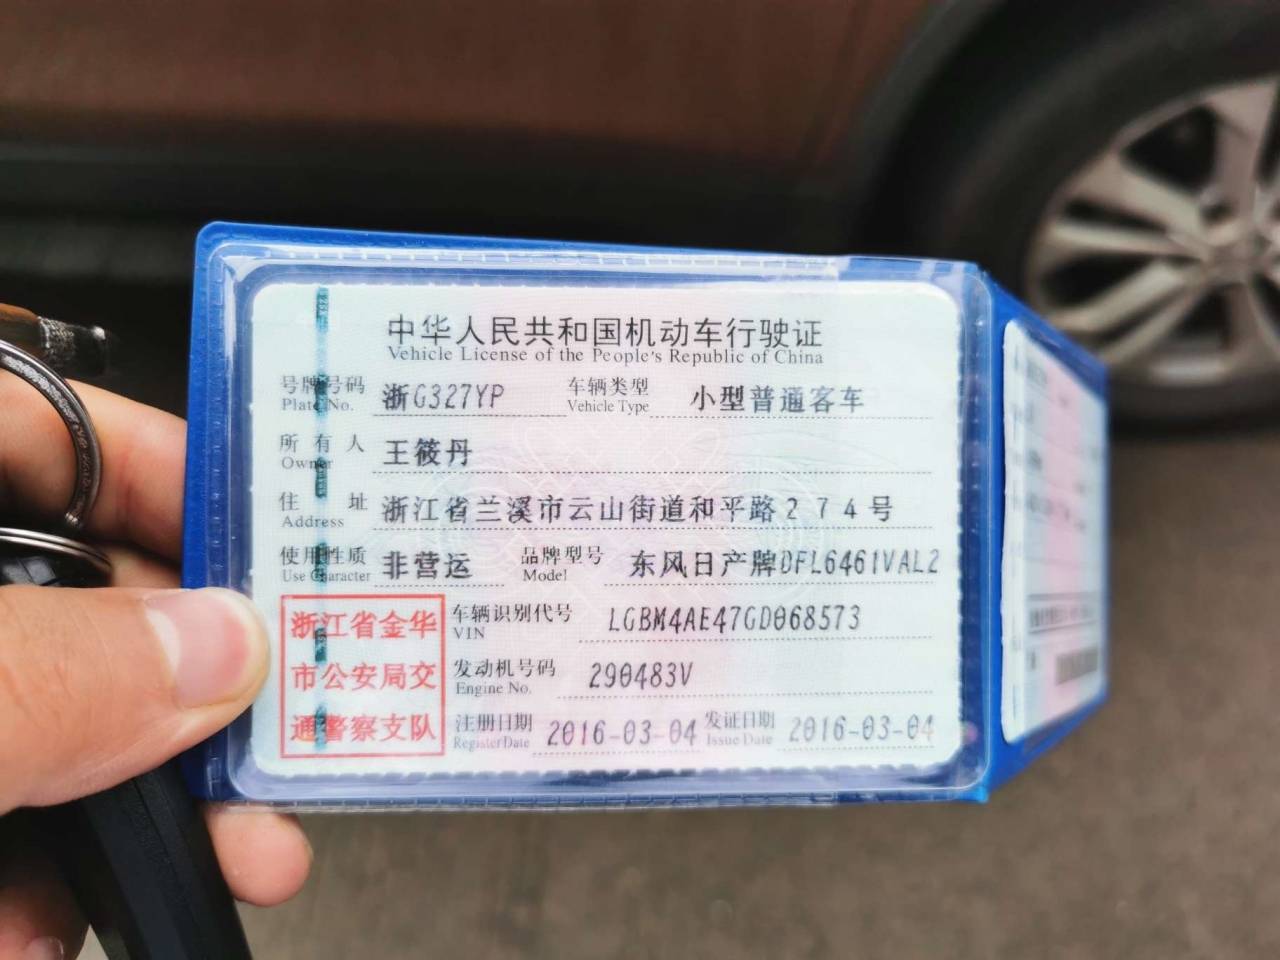 中华人民共和国机动车行驶证
Vehicle License of the People's Republic of China
号牌号码 浙G327YP 车辆类型 小型普通客车
Plate No. Vehicle Type
所有人 王筱丹
Owner
住址 浙江省兰溪市云山街道和平路274号
Address
使用性质 非营运 品牌型号 东风日产牌DFL6461VAL2
Use Character Model
浙江省金华
市公安局交
通警察支队
车辆识别代号 LGBM4AE47GD068573
VIN
发动机号码 290483V
Engine No.
注册日期 2016-03-04 发证日期 2016-03-04
Register Date Issue Date